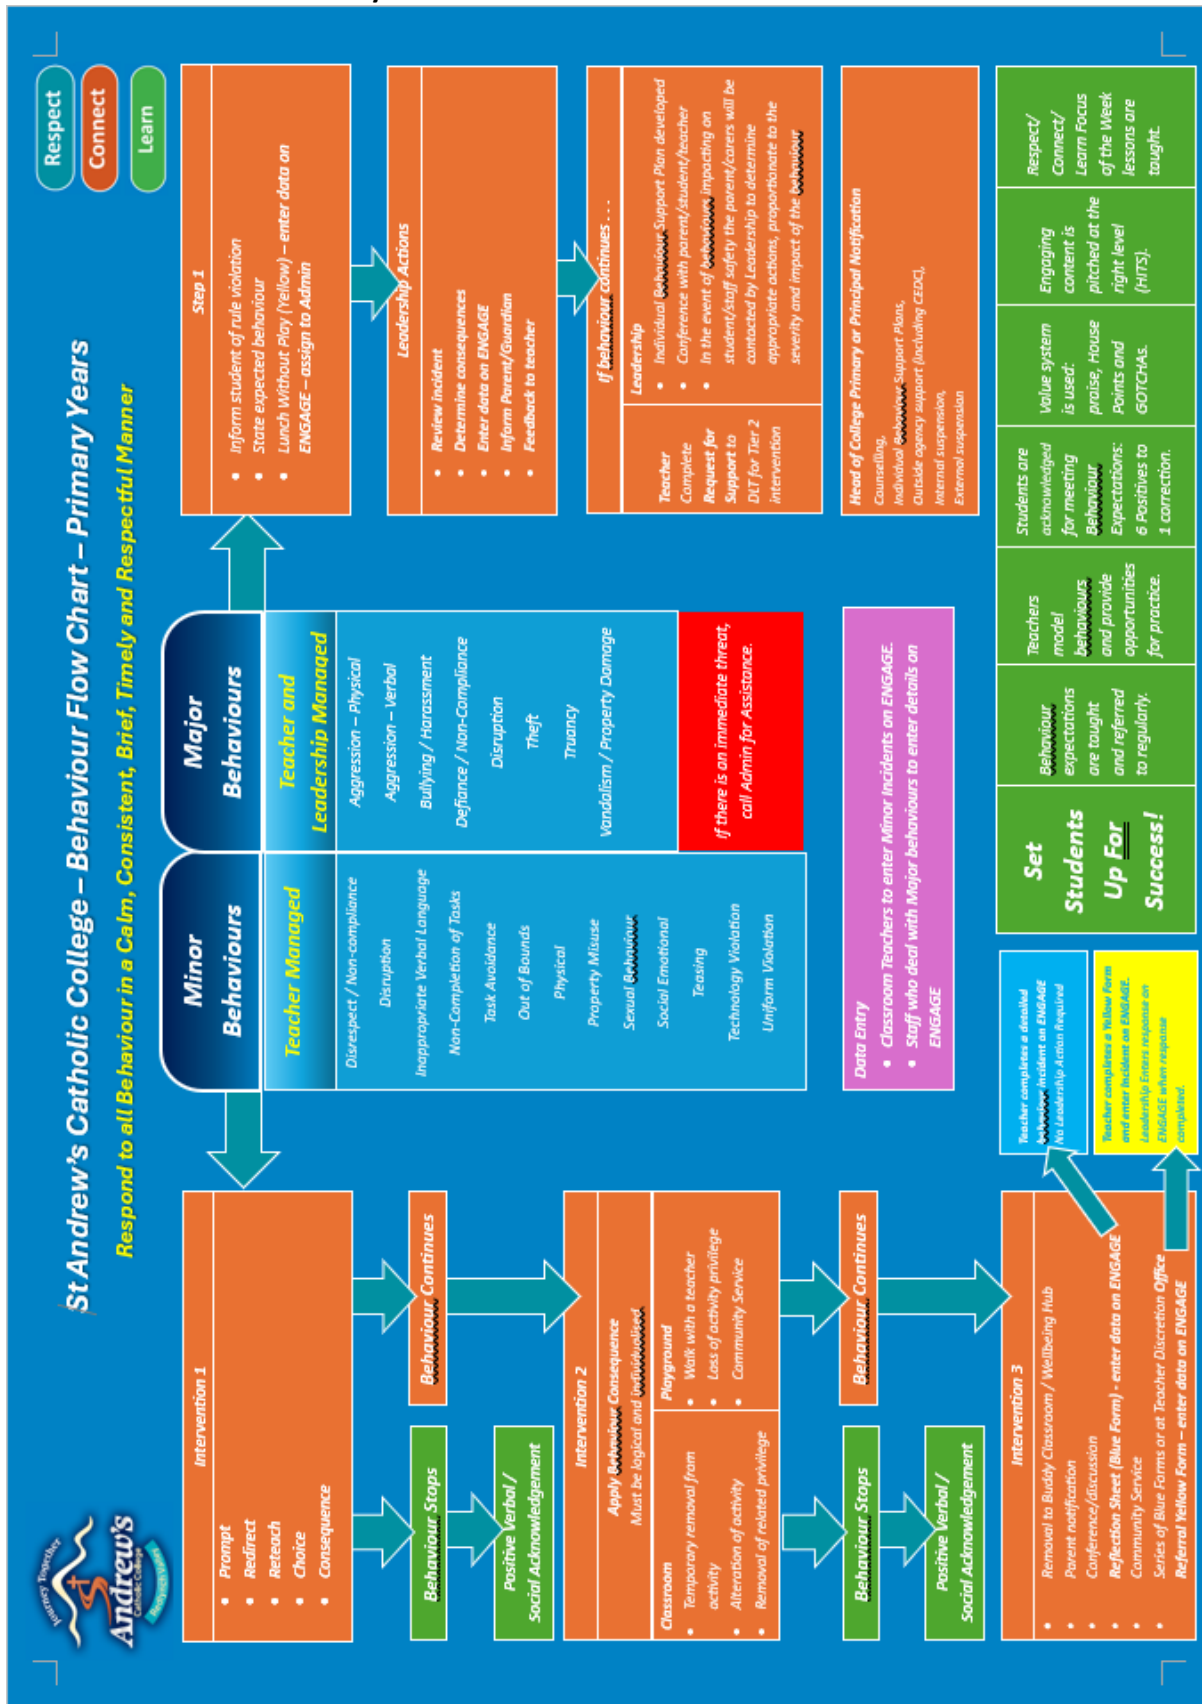 Journey Together
Andrew's
Catholic College
Redlynch Valley
St Andrew's Catholic College – Behaviour Flow Chart – Primary Years
Respond to all Behaviour in a Calm, Consistent, Brief, Timely and Respectful Manner
Respect
Connect
Learn
Minor
Behaviours
Teacher Managed
Disrespect / Non-compliance
Disruption
Inappropriate Verbal Language
Non-Completion of Tasks
Task Avoidance
Out of Bounds
Physical
Property Misuse
Sexual Behaviour
Social Emotional
Teasing
Technology Violation
Uniform Violation
Major
Behaviours
Teacher and
Leadership Managed
Aggression – Physical
Aggression – Verbal
Bullying / Harassment
Defiance / Non-Compliance
Disruption
Theft
Truancy
Vandalism / Property Damage
If there is an immediate threat,
call Admin for Assistance.
Intervention 1
• Prompt
• Redirect
• Reteach
• Choice
• Consequence
Behaviour Stops
Behaviour Continues
Positive Verbal /
Social Acknowledgement
Intervention 2
Apply Behaviour Consequence
Must be logical and individualised
Classroom
• Temporary removal from
activity
• Alteration of activity
• Removal of related privilege
Playground
• Walk with a teacher
• Loss of activity privilege
• Community Service
Behaviour Stops
Behaviour Continues
Positive Verbal /
Social Acknowledgement
Intervention 3
• Removal to Buddy Classroom / Wellbeing Hub
• Parent notification
• Conference/discussion
• Reflection Sheet (Blue Form) - enter data on ENGAGE
• Community Service
• Series of Blue Forms or at Teacher Discretion Office
Referral Yellow Form – enter data on ENGAGE
Teacher completes a detailed
behaviour incident on ENGAGE
No Leadership Action Required
Teacher completes a Yellow Form
and enter incident on ENGAGE.
Leadership Enters response on
ENGAGE when response
completed.
Data Entry
• Classroom Teachers to enter Minor Incidents on ENGAGE.
• Staff who deal with Major behaviours to enter details on
ENGAGE
Step 1
• Inform student of rule violation
• State expected behaviour
• Lunch Without Play (Yellow) – enter data on
ENGAGE – assign to Admin
Leadership Actions
• Review incident
• Determine consequences
• Enter data on ENGAGE
• Inform Parent/Guardian
• Feedback to teacher
If behaviour continues . . .
Teacher
Complete
Request for
Support to
DLT for Tier 2
intervention
Leadership
• Individual Behaviour Support Plan developed
• Conference with parent/student/teacher
• In the event of behaviours impacting on
student/staff safety the parent/carers will be
contacted by Leadership to determine
appropriate actions, proportionate to the
severity and impact of the behaviour
Head of College Primary or Principal Notification
Counselling,
Individual Behaviour Support Plans,
Outside agency support (including CEDC),
Internal suspension,
External suspension
Set
Students
Up For
Success!
Behaviour
expectations
are taught
and referred
to regularly.
Teachers
model
behaviours
and provide
opportunities
for practice.
Students are
acknowledged
for meeting
Behaviour
Expectations:
6 Positives to
1 correction.
Value system
is used:
praise, House
Points and
GOTCHAs.
Engaging
content is
pitched at the
right level
(HITS).
Respect/
Connect/
Learn Focus
of the Week
lessons are
taught.